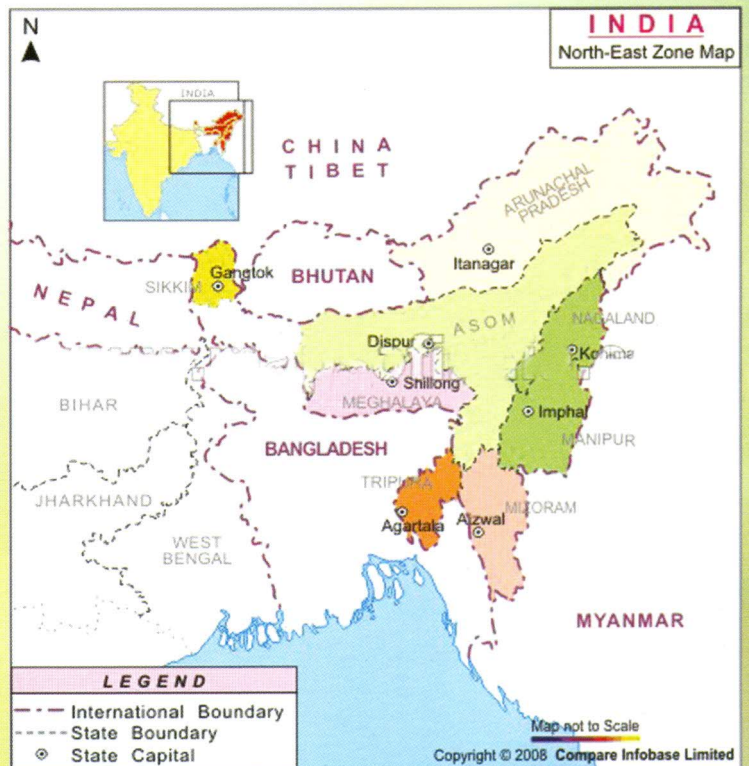 N
INDIA
North-East Zone Map
INDIA
CHINA
TIBET
ARUNACHAL
PRADESH
Itanagar
Gangtok
SIKKIM
BHUTAN
NEPAL
ASOM
NAGALAND
Dispur
Kohima
Shillong
MEGHALAYA
BIHAR
Imphal
MANIPUR
BANGLADESH
TRIPURA
JHARKHAND
MIZORAM
Agartala
Aizwal
WEST
BENGAL
MYANMAR
LEGEND
International Boundary
State Boundary
State Capital
Map not to Scale
Copyright © 2008 Compare Infobase Limited